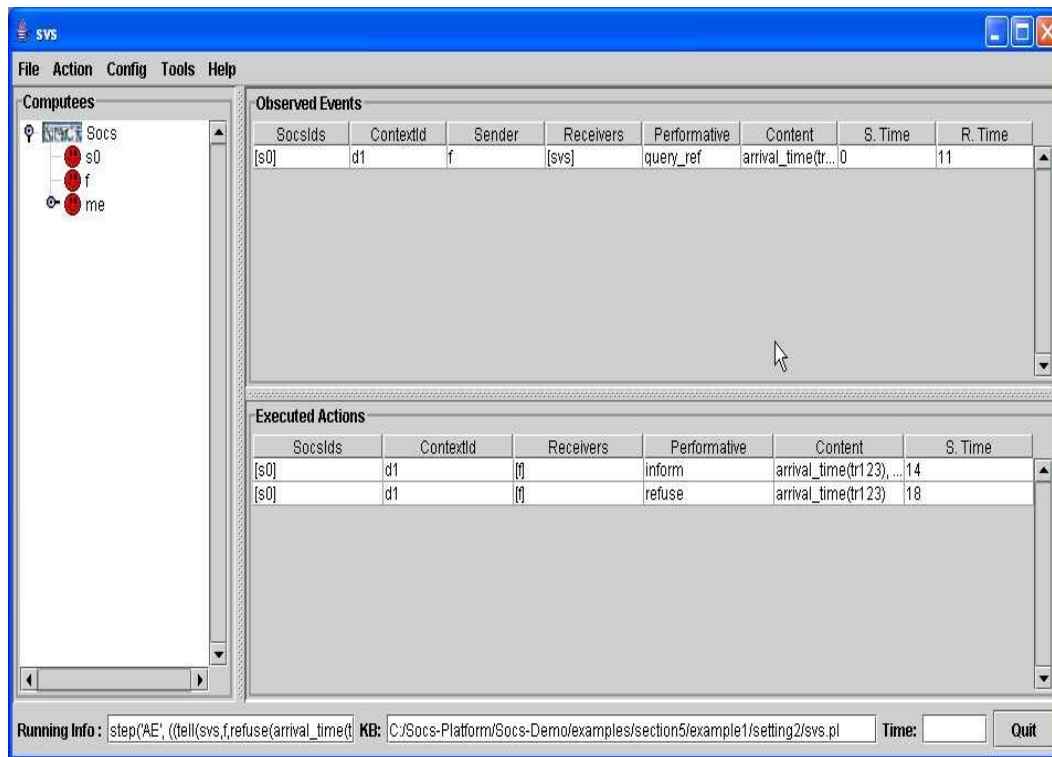 svs
File Action Config Tools Help
Computees
Socs
s0
f
me
Observed Events
SocsIds ContextId Sender Receivers Performative Content S. Time R. Time
[s0] d1 f [svs] query_ref arrival_time(tr... 0 11
Executed Actions
SocsIds ContextId Receivers Performative Content S. Time
[s0] d1 [f] inform arrival_time(tr123), ... 14
[s0] d1 [f] refuse arrival_time(tr123) 18
Running Info : step('AE', ((tell(svs,f,refuse(arrival_time(t KB: C:/Socs-Platform/Socs-Demo/examples/section5/example1/setting2/svs.pl Time: Quit